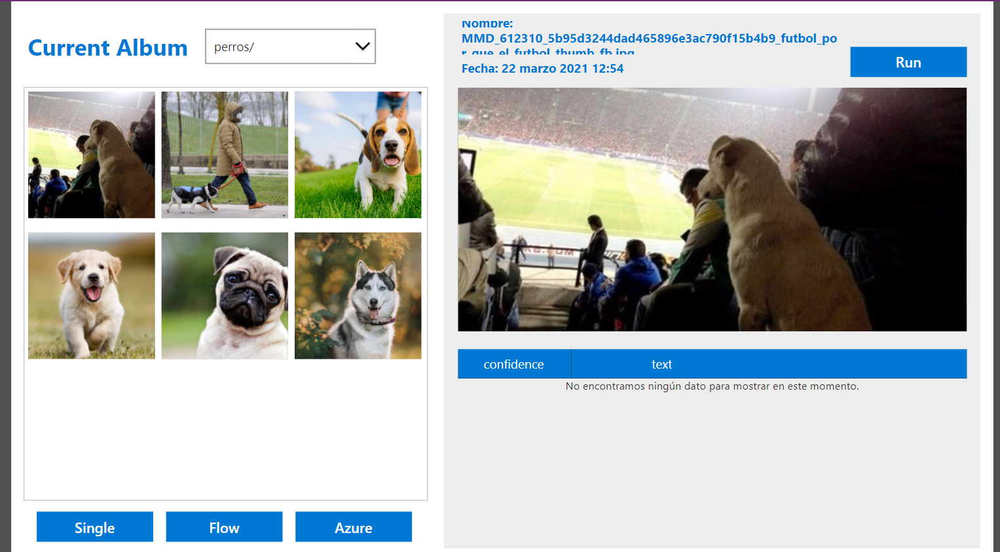 Current Album
perros/
Nombre:
MMD_612310_5b95d3244dad465896e3ac790f15b4b9_futbol_po
r_que_el_futbol_thumb_fb.jpg
Fecha: 22 marzo 2021 12:54
Run
confidence text
No encontramos ningún dato para mostrar en este momento.
Single Flow Azure